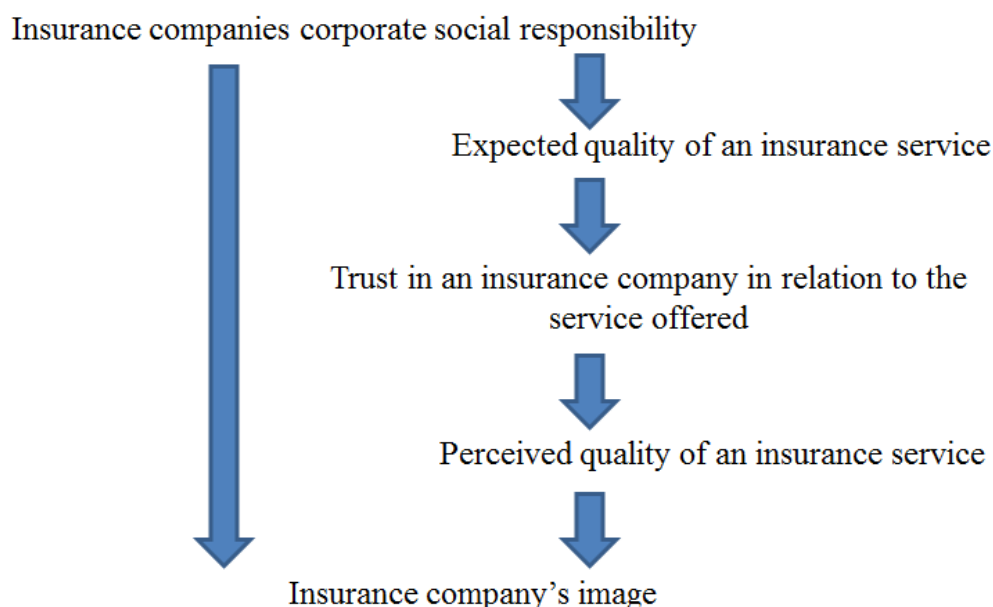 Insurance companies corporate social responsibility
Expected quality of an insurance service
Trust in an insurance company in relation to the
service offered
Perceived quality of an insurance service
Insurance company’s image